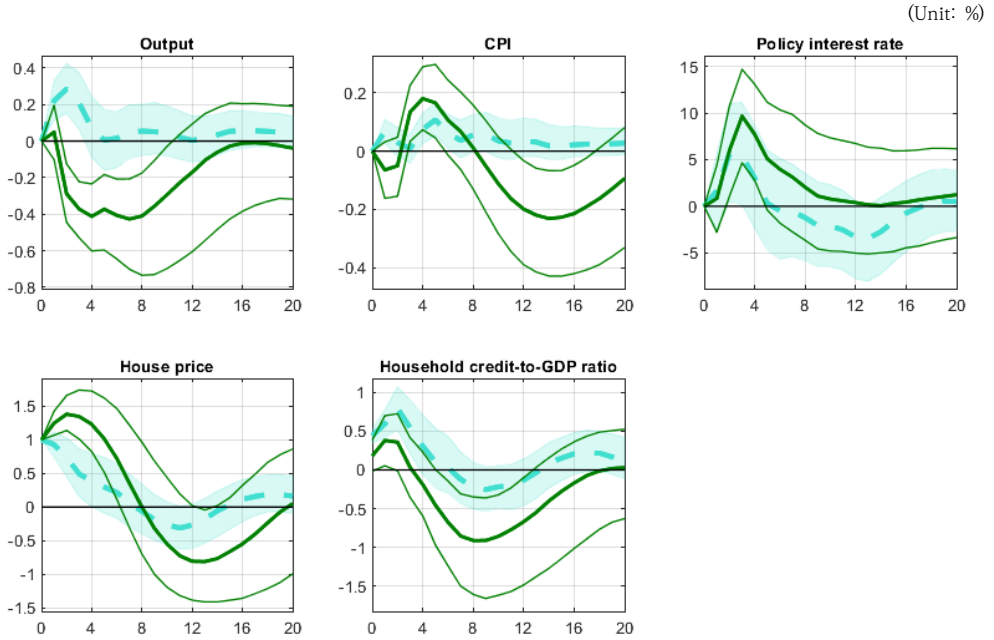 (Unit: %)
Output
0.4
0.2
0
-0.2
-0.4
-0.6
-0.8
0 4 8 12 16 20
CPI
0.2
0
-0.2
-0.4
0 4 8 12 16 20
Policy interest rate
15
10
5
0
-5
0 4 8 12 16 20
House price
1.5
1
0.5
0
-0.5
-1
-1.5
0 4 8 12 16 20
Household credit-to-GDP ratio
1
0.5
0
-0.5
-1
-1.5
0 4 8 12 16 20